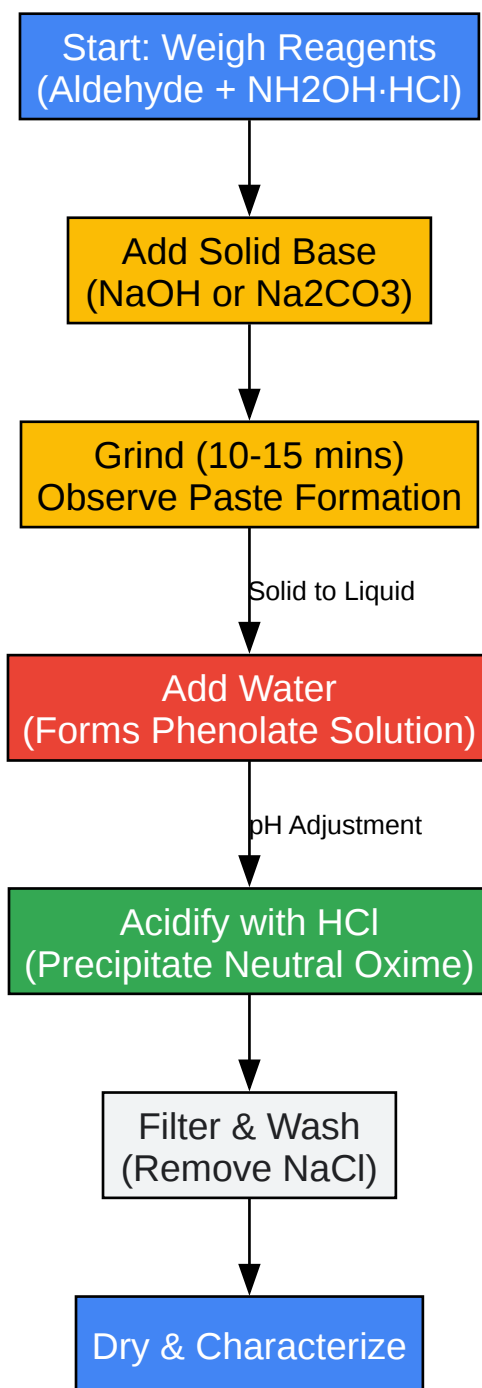 Start: Weigh Reagents
(Aldehyde + NH2OH·HCl)
Add Solid Base
(NaOH or Na2CO3)
Grind (10-15 mins)
Observe Paste Formation
Solid to Liquid
Add Water
(Forms Phenolate Solution)
pH Adjustment
Acidify with HCl
(Precipitate Neutral Oxime)
Filter & Wash
(Remove NaCl)
Dry & Characterize